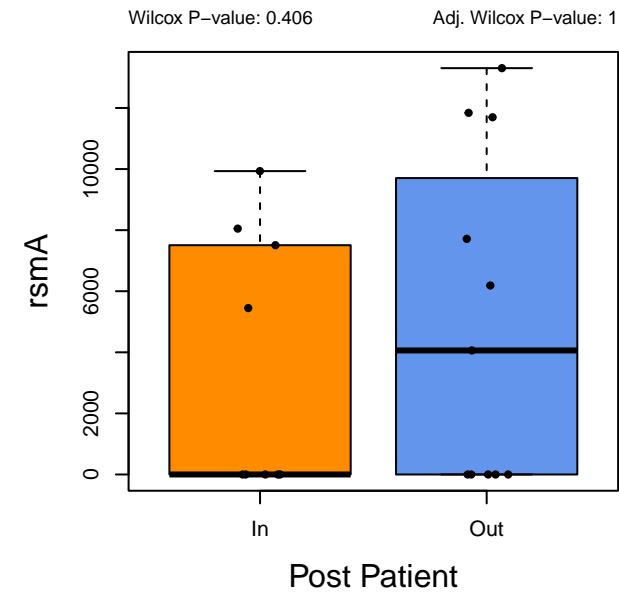 Wilcox P−value: 0.406
Adj. Wilcox P−value: 1
rsmA
10000
6000
2000
0
In
Out
Post Patient